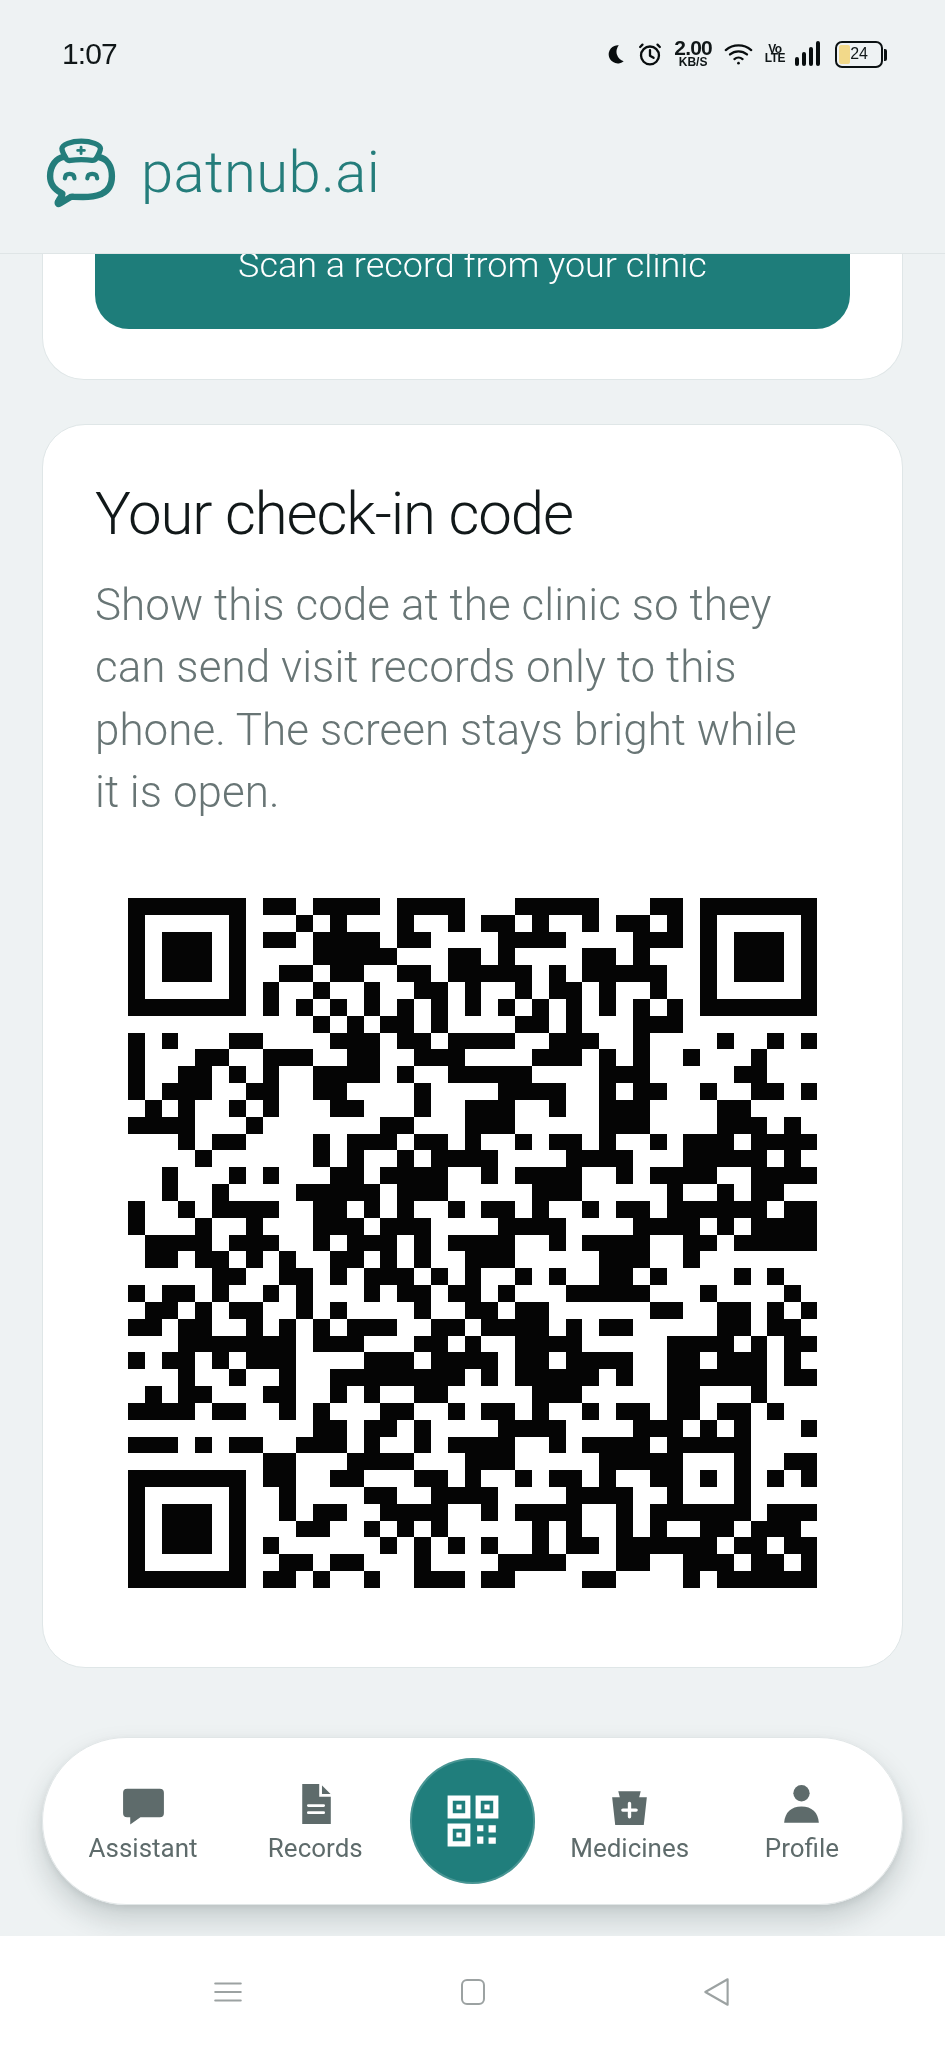 1:07
2.00
KB/S
Vo
LTE
24
patnub.ai
Scan a record from your clinic
Your check-in code
Show this code at the clinic so they
can send visit records only to this
phone. The screen stays bright while
it is open.
Assistant
Records
Medicines
Profile